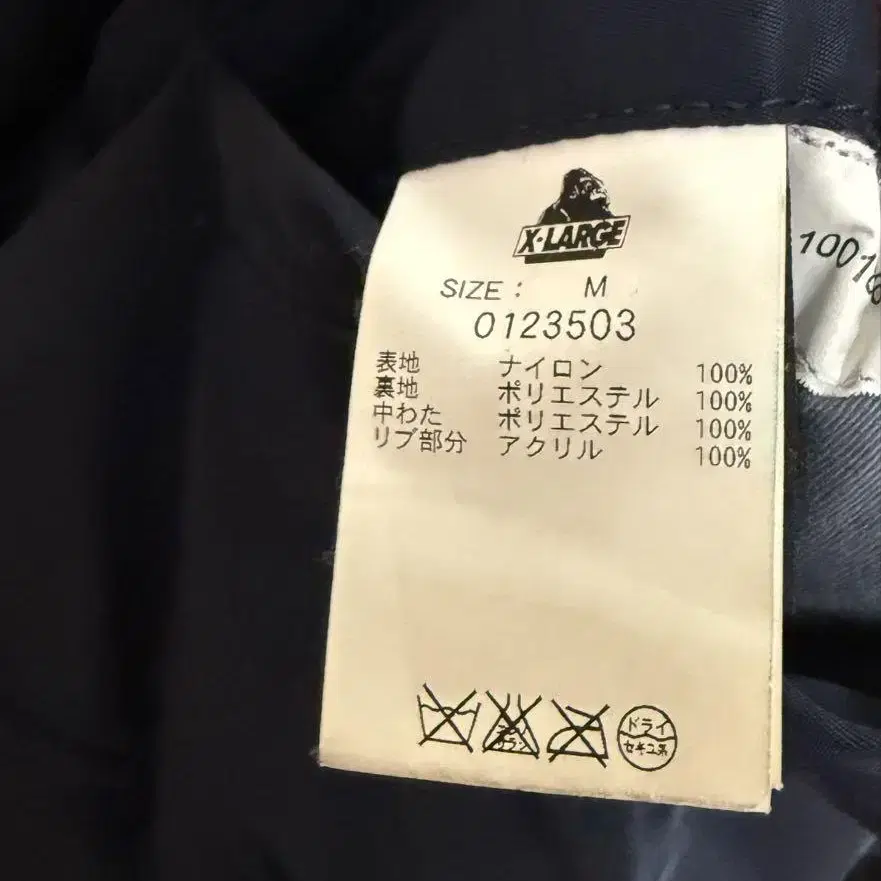 X-LARGE
SIZE : M
0123503
表地 ナイロン 100%
裏地 ポリエステル 100%
中わた ポリエステル 100%
リブ部分 アクリル 100%
ドライ
セキユ系
1001